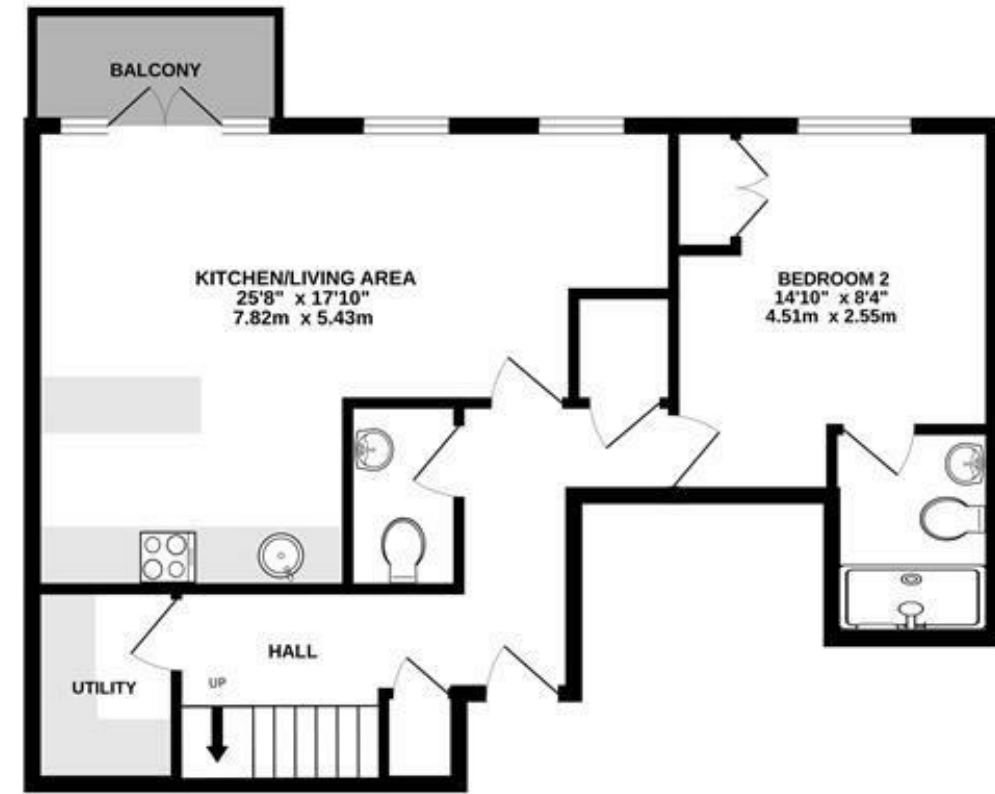 BALCONY
KITCHEN/LIVING AREA
25'8" x 17'10"
7.82m x 5.43m
BEDROOM 2
14'10" x 8'4"
4.51m x 2.55m
HALL
UTILITY
UP